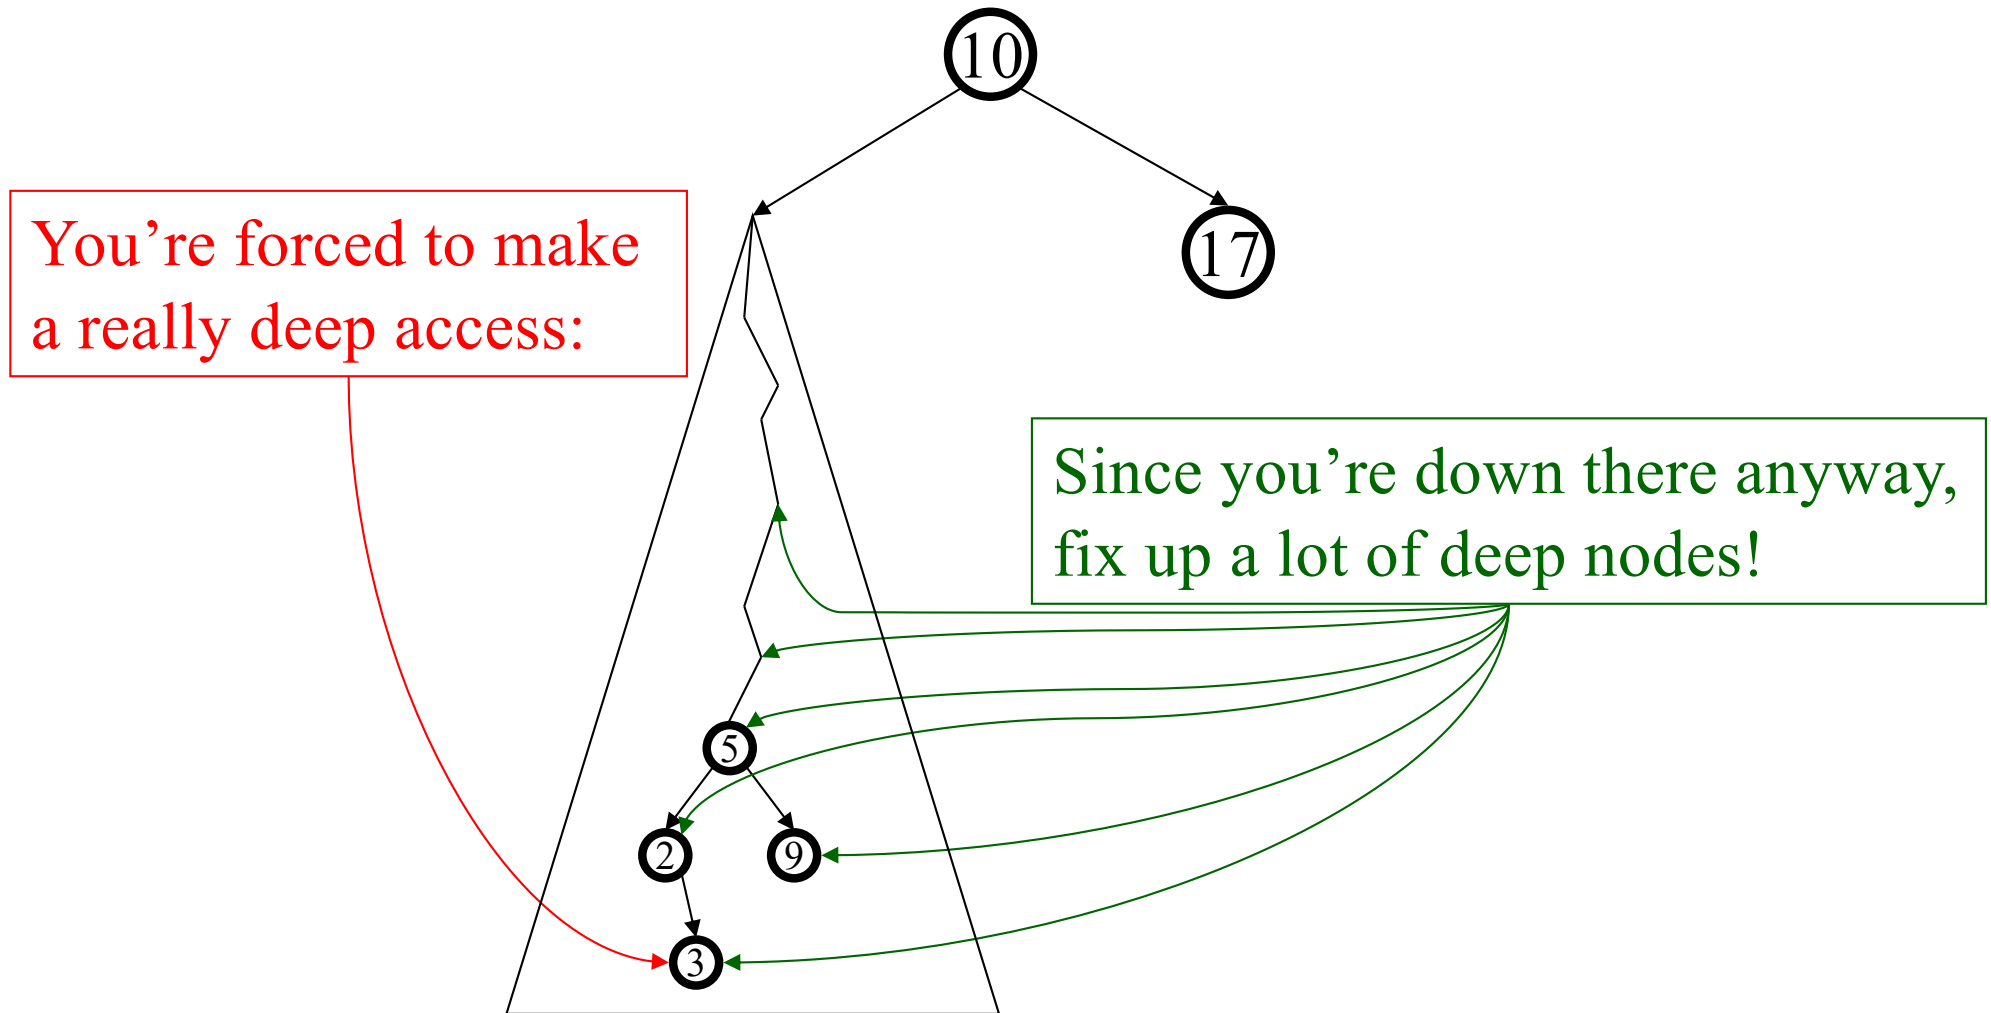 10
You’re forced to make
a really deep access:
17
Since you’re down there anyway,
fix up a lot of deep nodes!
5
2
9
3